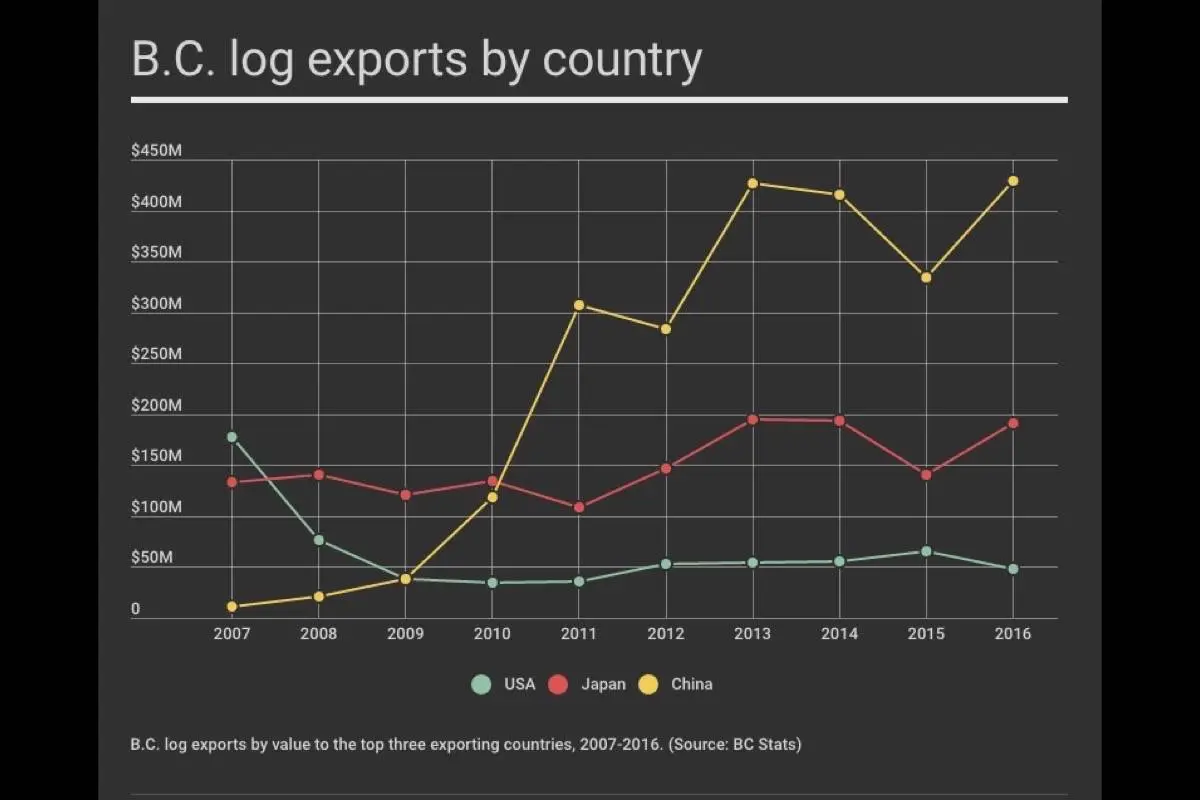 B.C. log exports by country
$450M
$400M
$350M
$300M
$250M
$200M
$150M
$100M
$50M
0
2007 2008 2009 2010 2011 2012 2013 2014 2015 2016
USA Japan China
B.C. log exports by value to the top three exporting countries, 2007-2016. (Source: BC Stats)